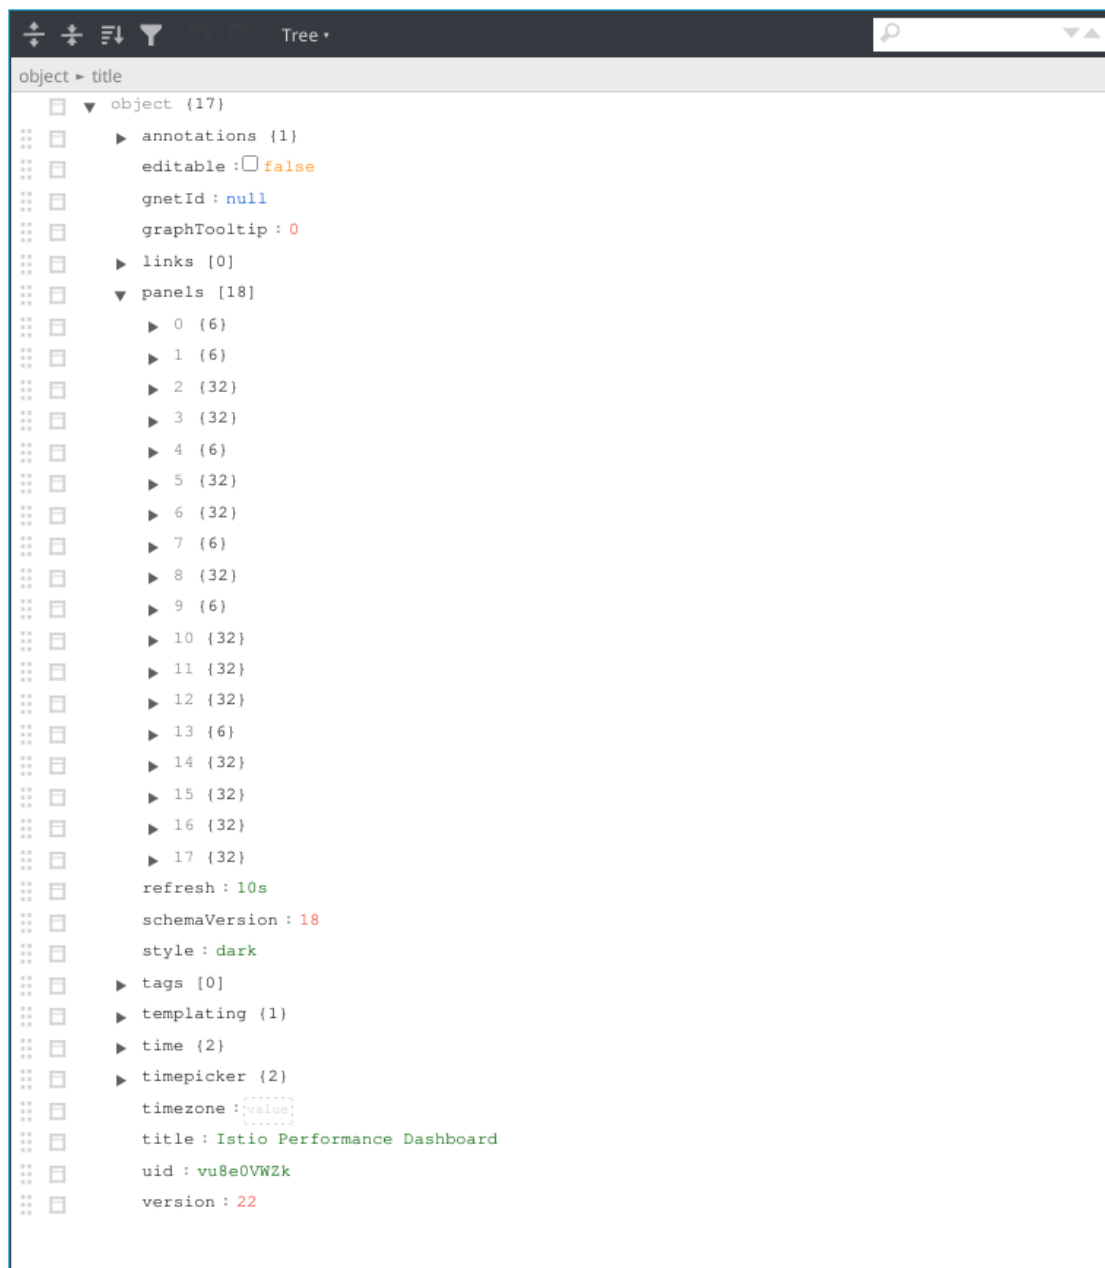 Tree ▾
object ► title
object {17}
annotations {1}
editable : false
gnetId : null
graphTooltip : 0
links [0]
panels [18]
0 {6}
1 {6}
2 {32}
3 {32}
4 {6}
5 {32}
6 {32}
7 {6}
8 {32}
9 {6}
10 {32}
11 {32}
12 {32}
13 {6}
14 {32}
15 {32}
16 {32}
17 {32}
refresh : 10s
schemaVersion : 18
style : dark
tags [0]
templating {1}
time {2}
timepicker {2}
timezone : value
title : Istio Performance Dashboard
uid : vu8e0VWZk
version : 22